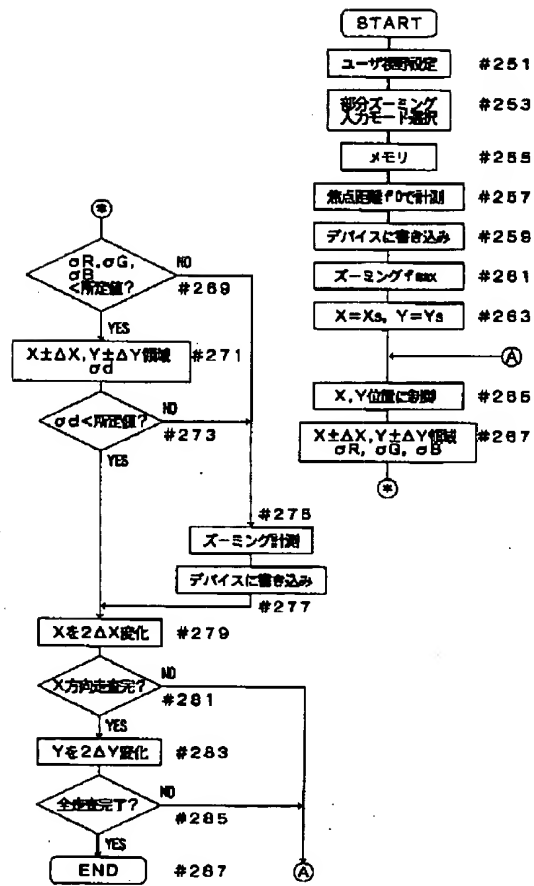 START
ユーザ視野設定 #251
部分ズーミング
入力モード選択 #253
メモリ #255
焦点距離f0で計測 #257
デバイスに書き込み #259
ズーミングfmax #261
X=Xs, Y=Ys #263
A
X, Y位置に制御 #265
X±ΔX, Y±ΔY領域 #267
σR, σG, σB
*
*
σR, σG,
σB
<所定値? NO
#269
YES
X±ΔX, Y±ΔY領域 #271
σd
σd<所定値? NO
#273
YES
#275
ズーミング計測
デバイスに書き込み
#277
Xを2ΔX変化 #279
X方向走査完? NO
#281
YES
Yを2ΔY変化 #283
全走査完了? NO
#285
YES
END #287
A